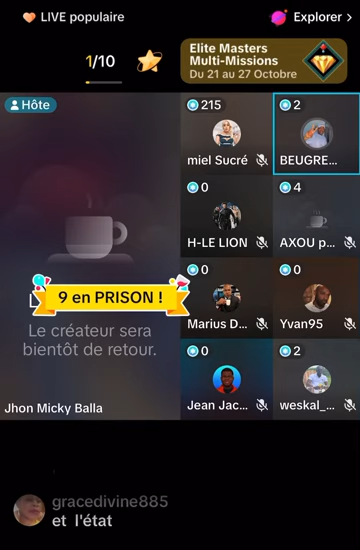 LIVE populaire
Explorer >
1/10
Elite Masters
Multi-Missions
Du 21 au 27 Octobre
Hôte
215
miel Sucré
2
BEUGRE...
0
H-LE LION
4
AXOU p...
9 en PRISON !
Le créateur sera
bientôt de retour.
0
Marius D...
0
Yvan95
0
Jean Jac...
2
weskal_...
Jhon Micky Balla
gracedivine885
et l'état